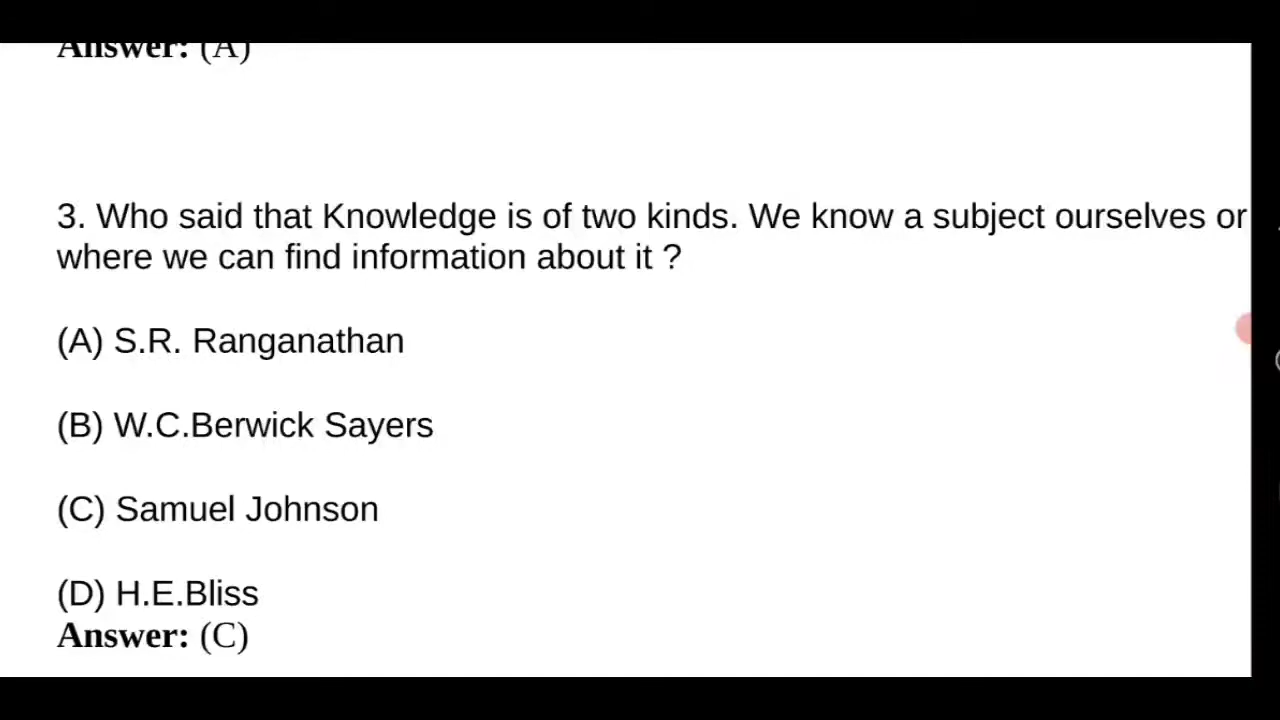 Answer: (A)
3. Who said that Knowledge is of two kinds. We know a subject ourselves or
where we can find information about it ?
(A) S.R. Ranganathan
(B) W.C.Berwick Sayers
(C) Samuel Johnson
(D) H.E.Bliss
Answer: (C)